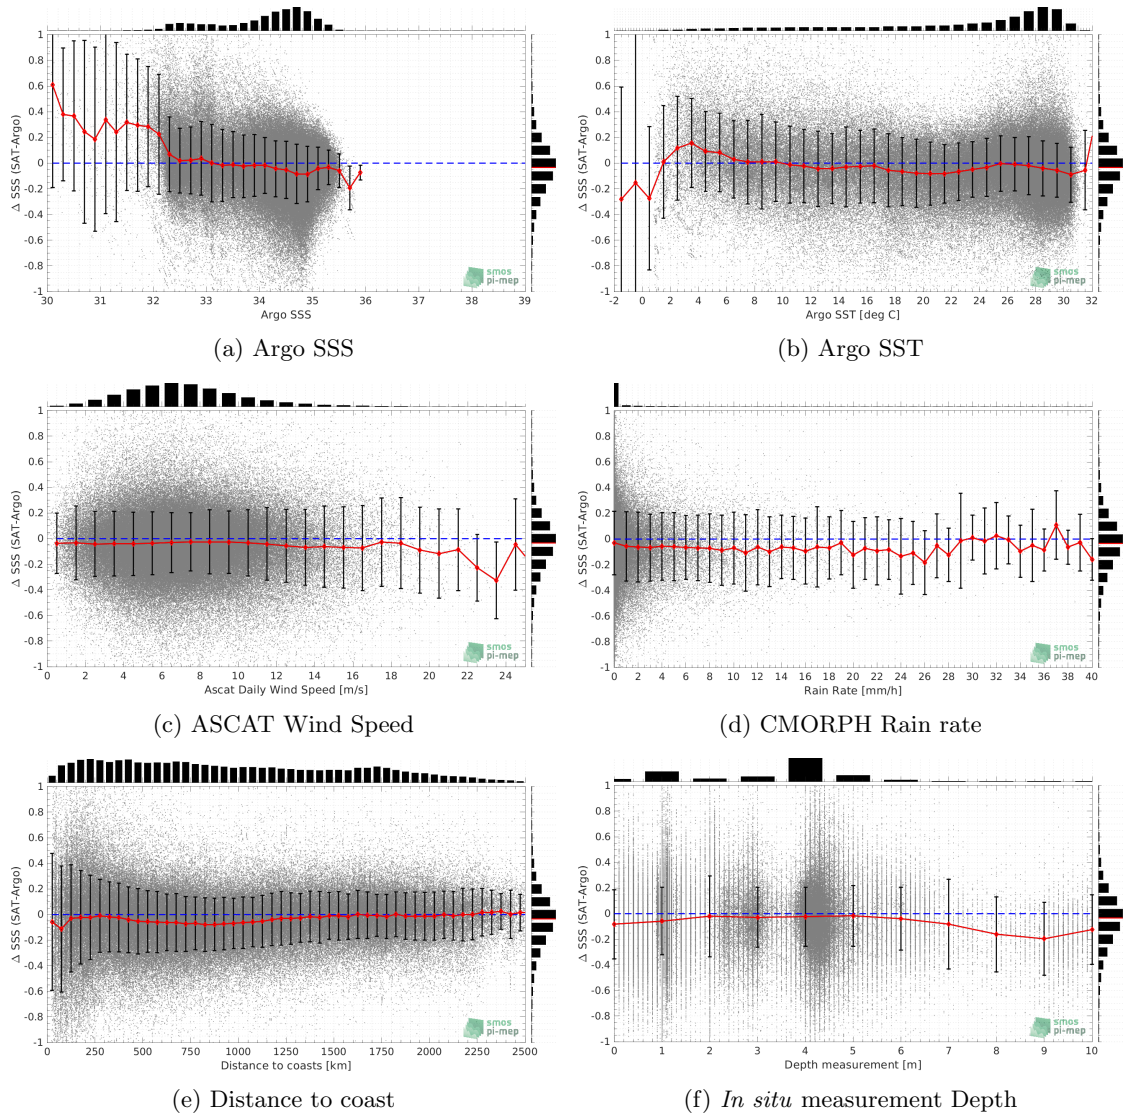 1
0.8
0.6
0.4
0.2
0
-0.2
-0.4
-0.6
-0.8
-1
Δ SSS (SAT-Argo)
30 31 32 33 34 35 36 37 38 39
Argo SSS
smos
pi-mep
(a) Argo SSS
1
0.8
0.6
0.4
0.2
0
-0.2
-0.4
-0.6
-0.8
-1
Δ SSS (SAT-Argo)
-2 0 2 4 6 8 10 12 14 16 18 20 22 24 26 28 30 32
Argo SST [deg C]
smos
pi-mep
(b) Argo SST
1
0.8
0.6
0.4
0.2
0
-0.2
-0.4
-0.6
-0.8
-1
Δ SSS (SAT-Argo)
0 2 4 6 8 10 12 14 16 18 20 22 24
Ascat Daily Wind Speed [m/s]
smos
pi-mep
(c) ASCAT Wind Speed
1
0.8
0.6
0.4
0.2
0
-0.2
-0.4
-0.6
-0.8
-1
Δ SSS (SAT-Argo)
0 2 4 6 8 10 12 14 16 18 20 22 24 26 28 30 32 34 36 38 40
Rain Rate [mm/h]
smos
pi-mep
(d) CMORPH Rain rate
1
0.8
0.6
0.4
0.2
0
-0.2
-0.4
-0.6
-0.8
-1
Δ SSS (SAT-Argo)
0 250 500 750 1000 1250 1500 1750 2000 2250 2500
Distance to coasts [km]
smos
pi-mep
(e) Distance to coast
1
0.8
0.6
0.4
0.2
0
-0.2
-0.4
-0.6
-0.8
-1
Δ SSS (SAT-Argo)
0 1 2 3 4 5 6 7 8 9 10
Depth measurement [m]
smos
pi-mep
(f) In situ measurement Depth